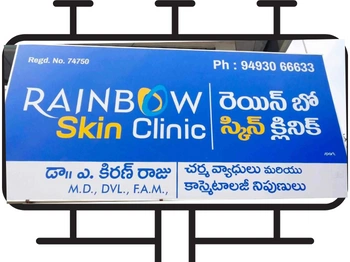 Regd. No. 74750
Ph : 94930 66633
RAINBOW
Skin Clinic
రెయిన్ బో
స్కిన్ క్లినిక్
డా॥ ఎ. కిరణ్ రాజు
M.D., DVL., F.A.M.,
చర్మ వ్యాధులు మరియు
కాస్మెటాలజీ నిపుణులు